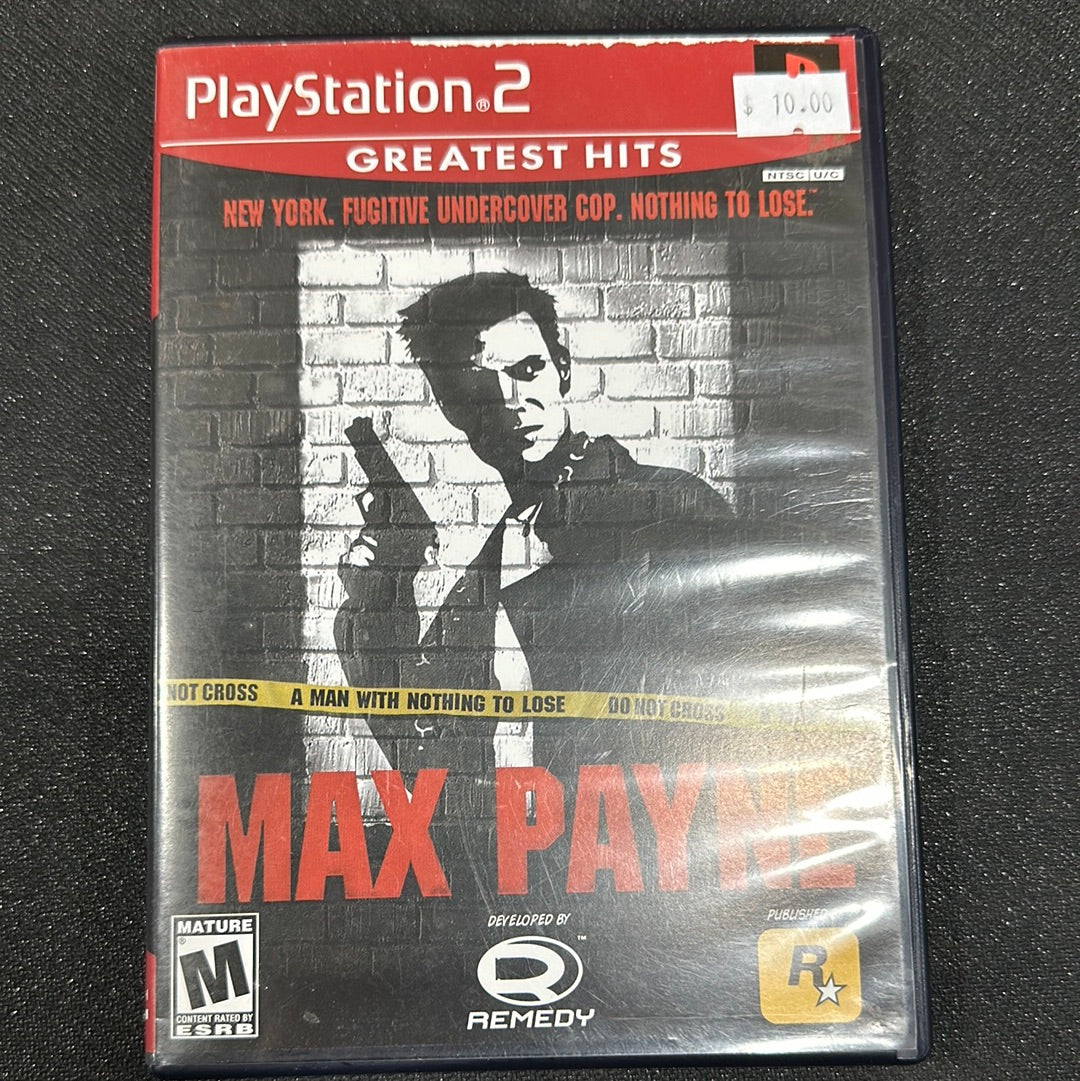 PlayStation®2
$ 10.00
GREATEST HITS
NTSC U/C
NEW YORK. FUGITIVE UNDERCOVER COP. NOTHING TO LOSE.™
NOT CROSS A MAN WITH NOTHING TO LOSE DO NOT CROSS
MAX PAYNE
MATURE
M
®
CONTENT RATED BY
ESRB
DEVELOPED BY
™
REMEDY
PUBLISHED
R